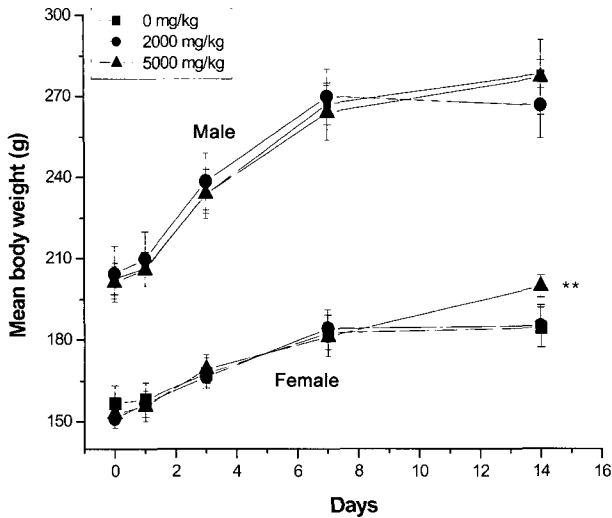 0 mg/kg
2000 mg/kg
5000 mg/kg
300
270
240
210
180
150
Mean body weight (g)
Male
Female
**
0 2 4 6 8 10 12 14 16
Days